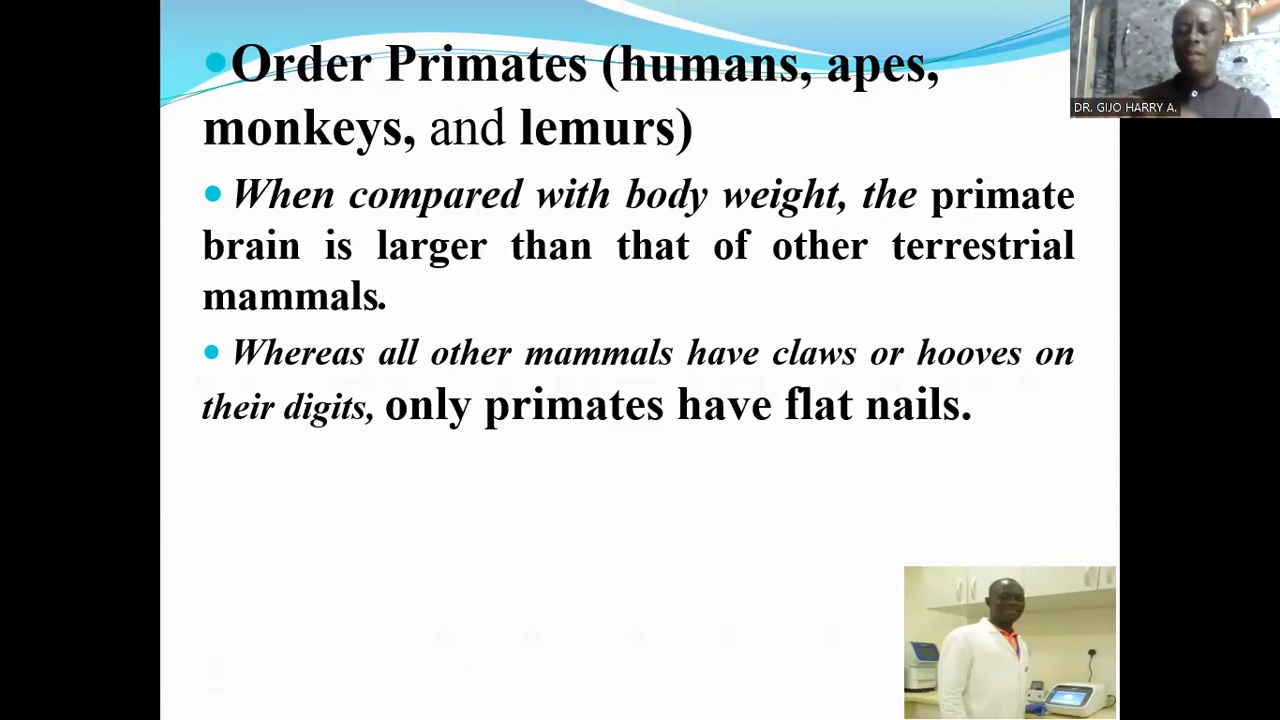 Order Primates (humans, apes,
monkeys, and lemurs)
When compared with body weight, the primate
brain is larger than that of other terrestrial
mammals.
Whereas all other mammals have claws or hooves on
their digits, only primates have flat nails.
DR. GIJO HARRY A.